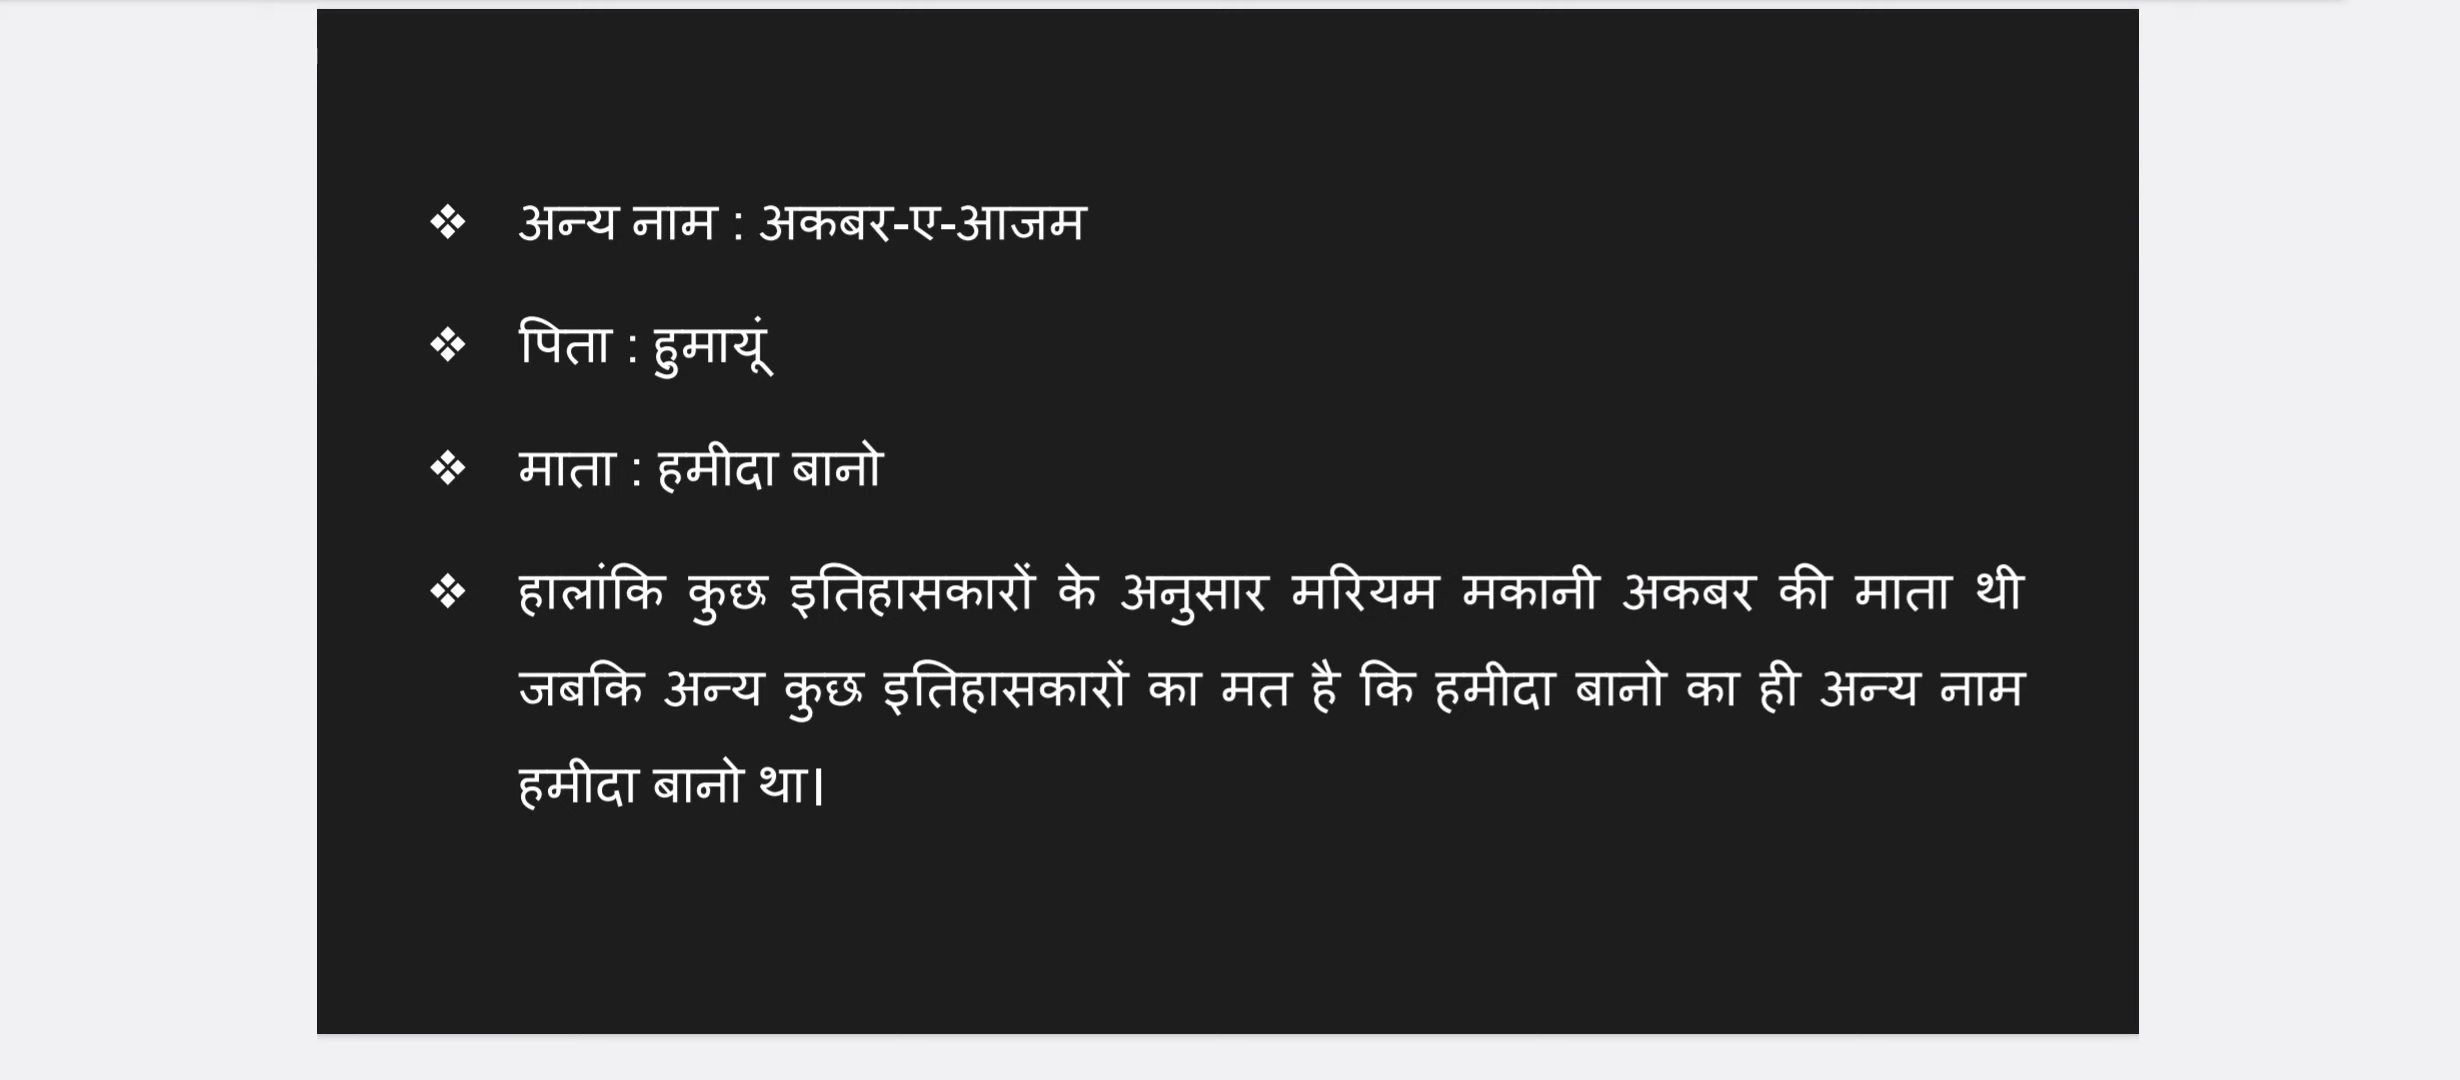 ❖ अन्य नाम : अकबर-ए-आजम
❖ पिता : हुमायूं
❖ माता : हमीदा बानो
❖ हालांकि कुछ इतिहासकारों के अनुसार मरियम मकानी अकबर की माता थी
जबकि अन्य कुछ इतिहासकारों का मत है कि हमीदा बानो का ही अन्य नाम
हमीदा बानो था।